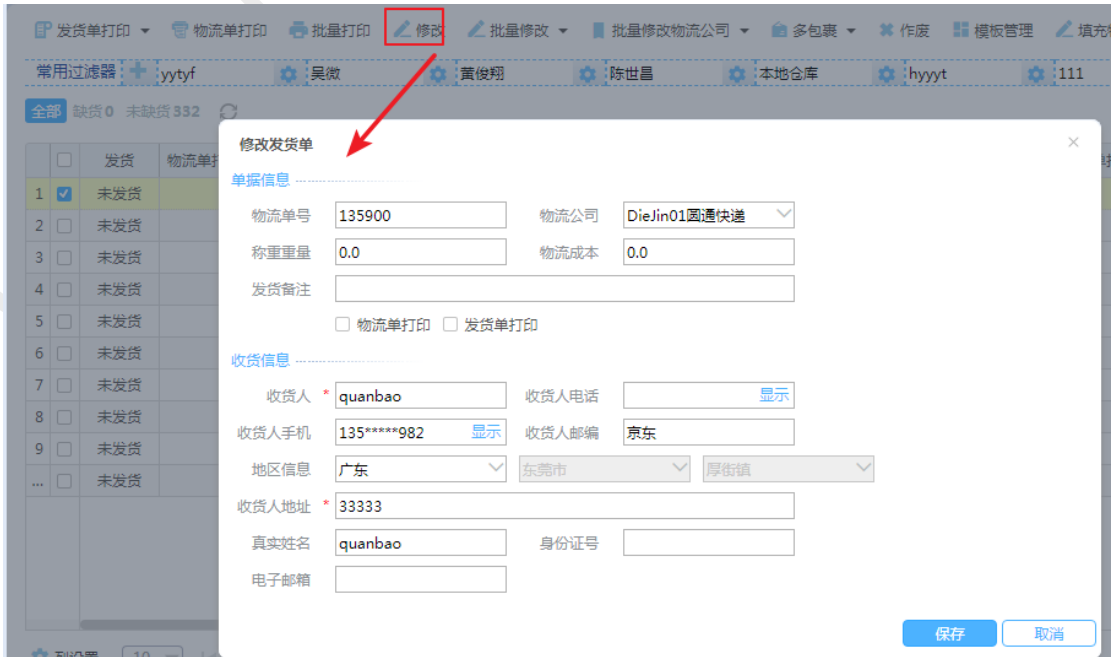 发货单打印 物流单打印 批量打印 修改 批量修改 批量修改物流公司 多包裹 作废 模板管理 填充
常用过滤器 yytyf 吴微 黄俊翔 陈世昌 本地仓库 hyyyt 111
全部 缺货 0 未缺货 332
修改发货单
发货 物流单打
单据信息
1 未发货
物流单号 135900 物流公司 DieJin01圆通快递
2 未发货
称重重量 0.0 物流成本 0.0
3 未发货
发货备注
4 未发货
5 未发货
物流单打印 发货单打印
6 未发货
收货信息
7 未发货
收货人 * quanbao 收货人电话 显示
8 未发货
收货人手机 135*****982 显示 收货人邮编 京东
9 未发货
地区信息 广东 东莞市 厚街镇
... 未发货
收货人地址 * 33333
真实姓名 quanbao 身份证号
电子邮箱
保存 取消
列设置 10